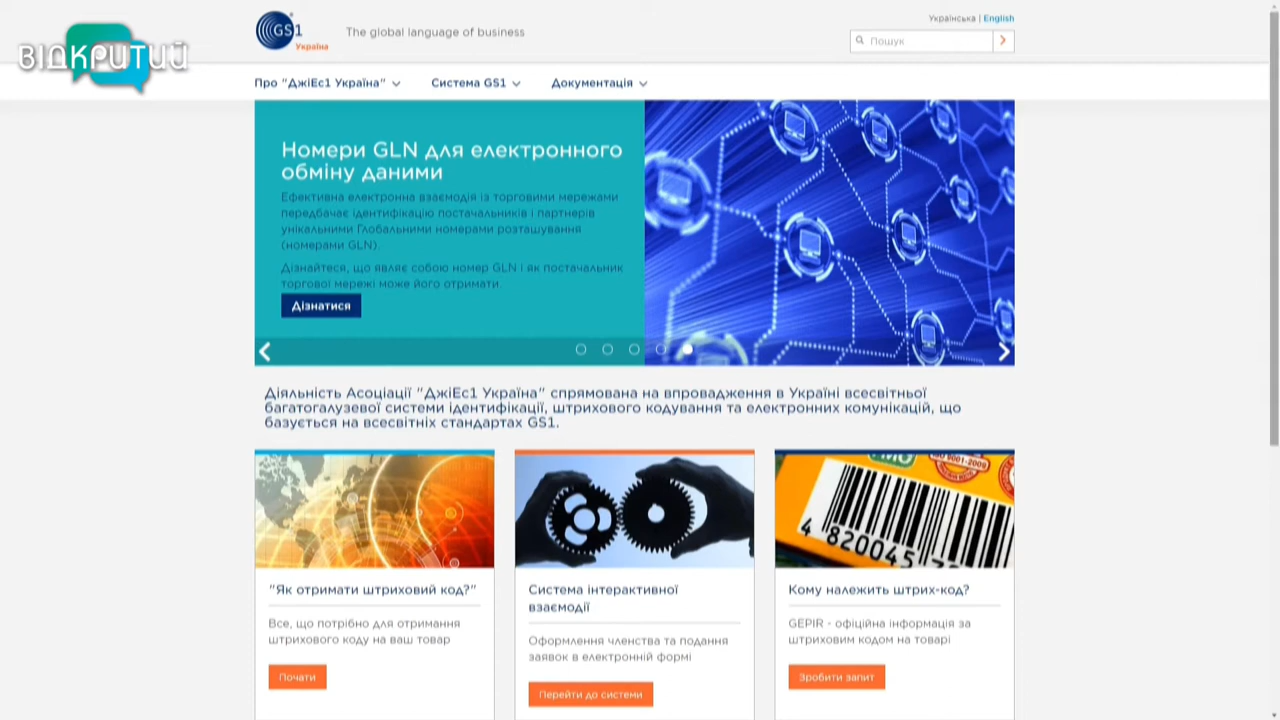 ВІДКРИТИЙ
GS1
Україна
The global language of business
Українська | English
Пошук
Про "ДжіЕс1 Україна"
Система GS1
Документація
Номери GLN для електронного
обміну даними
Ефективна електронна взаємодія із торговими мережами
передбачає ідентифікацію постачальників і партнерів
унікальними Глобальними номерами розташування
(номерами GLN).
Дізнайтеся, що являє собою номер GLN і як постачальник
торгової мережі може його отримати.
Дізнатися
Діяльність Асоціації "ДжіЕс1 Україна" спрямована на впровадження в Україні всесвітньої
багатогалузевої системи ідентифікації, штрихового кодування та електронних комунікацій, що
базується на всесвітніх стандартах GS1.
ISO 9001-2009
4 820045
"Як отримати штриховий код?"
Все, що потрібно для отримання
штрихового коду на ваш товар
Почати
Система інтерактивної
взаємодії
Оформлення членства та подання
заявок в електронній формі
Перейти до системи
Кому належить штрих-код?
GEPIR - офіційна інформація за
штриховим кодом на товарі
Зробити запит